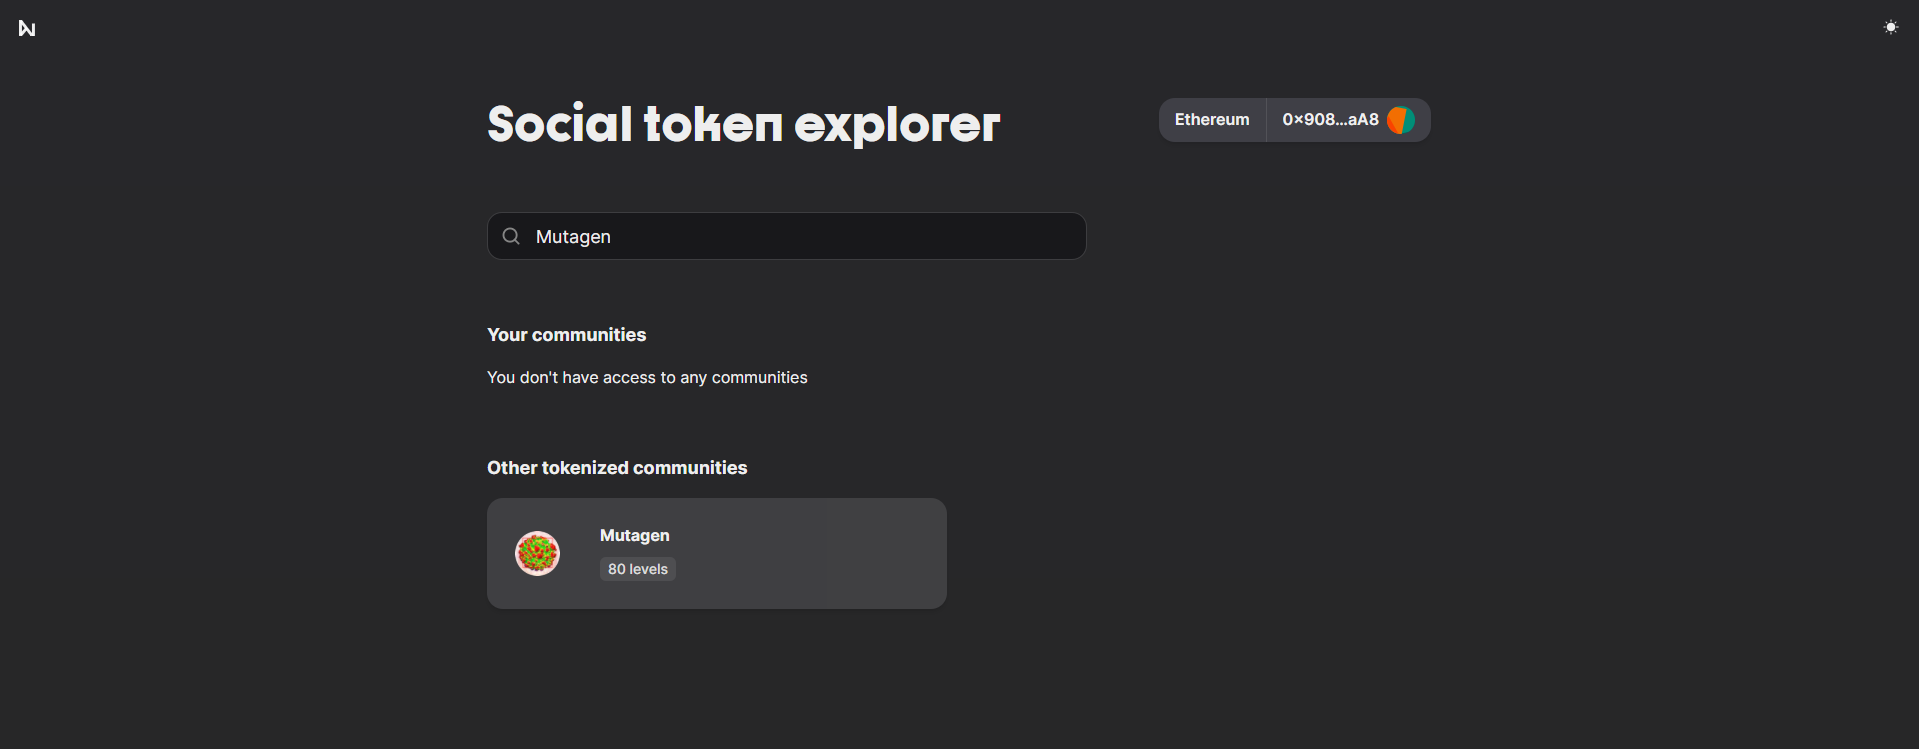 Social token explorer
Ethereum
0×908...aA8
Mutagen
Your communities
You don't have access to any communities
Other tokenized communities
Mutagen
80 levels